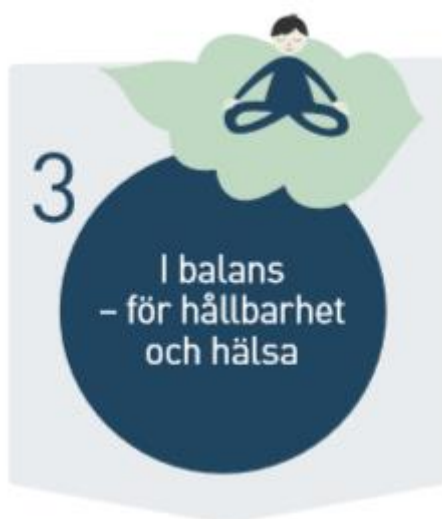 3
I balans
– för hållbarhet
och hälsa